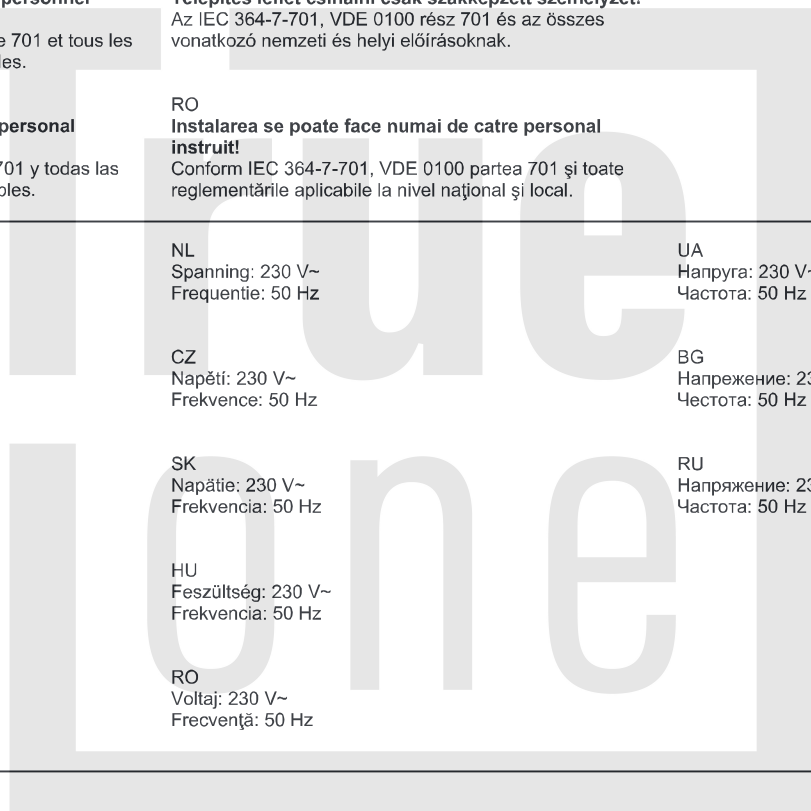 personnel
e 701 et tous les
les.
personal
701 y todas las
bles.
Telepítés lehet csinálni csak szakképzett személyzet!
Az IEC 364-7-701, VDE 0100 rész 701 és az összes
vonatkozó nemzeti és helyi előírásoknak.
RO
Instalarea se poate face numai de catre personal
instruit!
Conform IEC 364-7-701, VDE 0100 partea 701 şi toate
reglementările aplicabile la nivel naţional şi local.
NL
Spanning: 230 V~
Frequentie: 50 Hz
CZ
Napětí: 230 V~
Frekvence: 50 Hz
SK
Napätie: 230 V~
Frekvencia: 50 Hz
HU
Feszültség: 230 V~
Frekvencia: 50 Hz
RO
Voltaj: 230 V~
Frecvenţă: 50 Hz
UA
Напруга: 230 V~
Частота: 50 Hz
BG
Напрежение: 23
Честота: 50 Hz
RU
Напряжение: 23
Частота: 50 Hz
True
Tone